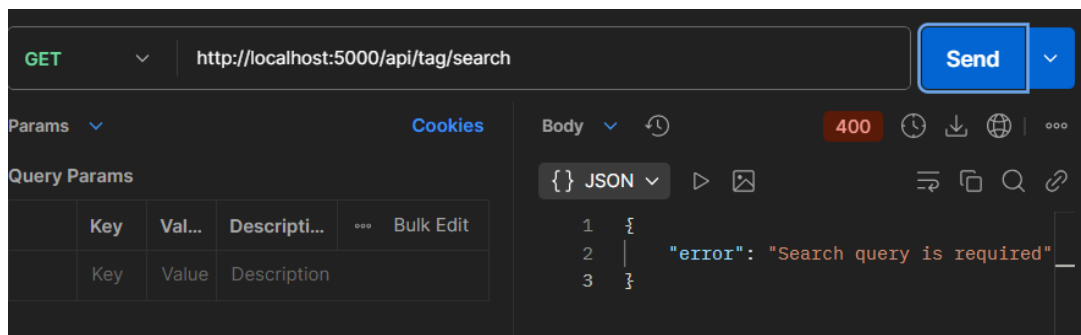 GET http://localhost:5000/api/tag/search Send
Params Cookies
Query Params
Key Val... Descripti... Bulk Edit
Key Value Description
Body 400
{} JSON
1 {
2 "error": "Search query is required"
3 }